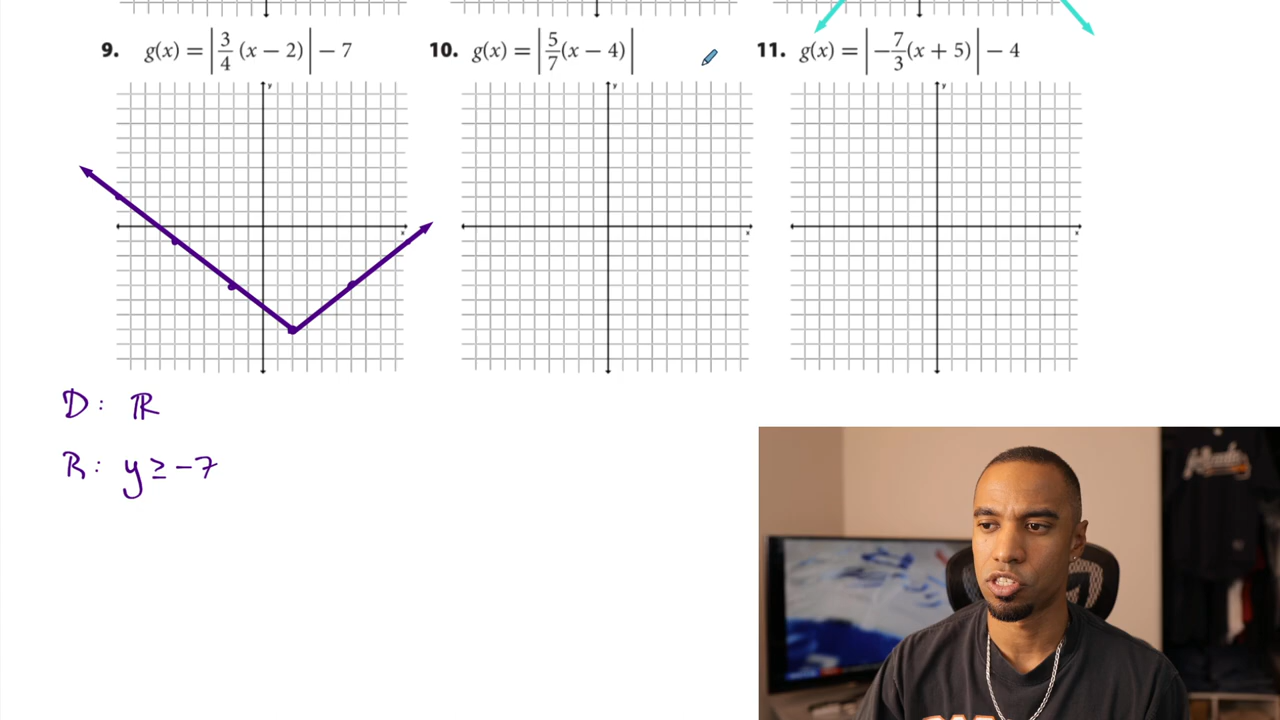 9. g(x) = |3/4 (x − 2)| − 7
10. g(x) = |5/7(x − 4)|
11. g(x) = |−7/3(x + 5)| − 4
y
y
y
x
x
x
D: ℝ
R: y ≥ −7